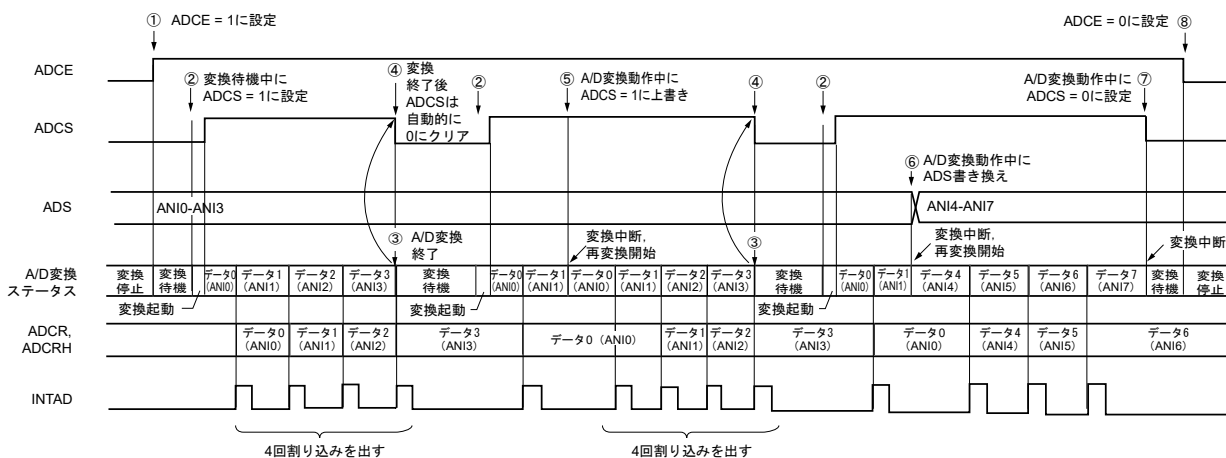 ① ADCE = 1に設定
ADCE = 0に設定 ⑧
ADCE
② 変換待機中に
ADCS = 1に設定
④ 変換
終了後
ADCSは
自動的に
0にクリア
②
⑤ A/D変換動作中に
ADCS = 1に上書き
④
②
A/D変換動作中に ⑦
ADCS = 0に設定
ADCS
⑥ A/D変換動作中に
ADS書き換え
ADS
ANI0-ANI3
ANI4-ANI7
③ A/D変換
終了
変換中断,
再変換開始
③
変換中断,
再変換開始
変換中断
A/D変換
ステータス
変換 変換 データ0 データ1 データ2 データ3 変換 データ0 データ1 データ0 データ1 データ2 データ3 変換 データ0 データ1 データ4 データ5 データ6 データ7 変換 変換
停止 待機 (ANI0) (ANI1) (ANI2) (ANI3) 待機 (ANI0) (ANI1) (ANI0) (ANI1) (ANI2) (ANI3) 待機 (ANI0) (ANI1) (ANI4) (ANI5) (ANI6) (ANI7) 待機 停止
変換起動 変換起動 変換起動
ADCR,
ADCRH
データ0 データ1 データ2 データ3 データ0 (ANI0) データ1 データ2 データ3 データ0 データ4 データ5 データ6
(ANI0) (ANI1) (ANI2) (ANI3) (ANI1) (ANI2) (ANI3) (ANI0) (ANI4) (ANI5) (ANI6)
INTAD
4回割り込みを出す 4回割り込みを出す